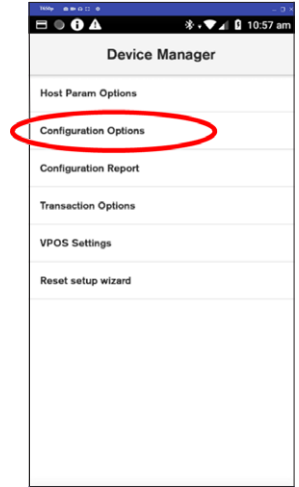 10:57 am
Device Manager
Host Param Options
Configuration Options
Configuration Report
Transaction Options
VPOS Settings
Reset setup wizard